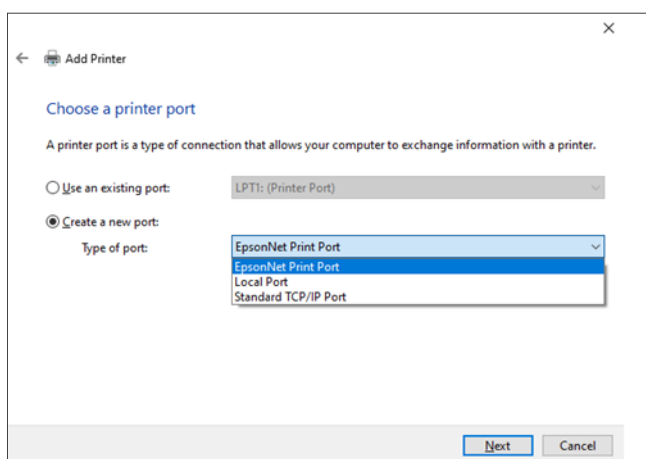 Add Printer
Choose a printer port
A printer port is a type of connection that allows your computer to exchange information with a printer.
Use an existing port: LPT1: (Printer Port)
Create a new port:
Type of port: EpsonNet Print Port
EpsonNet Print Port
Local Port
Standard TCP/IP Port
Next Cancel